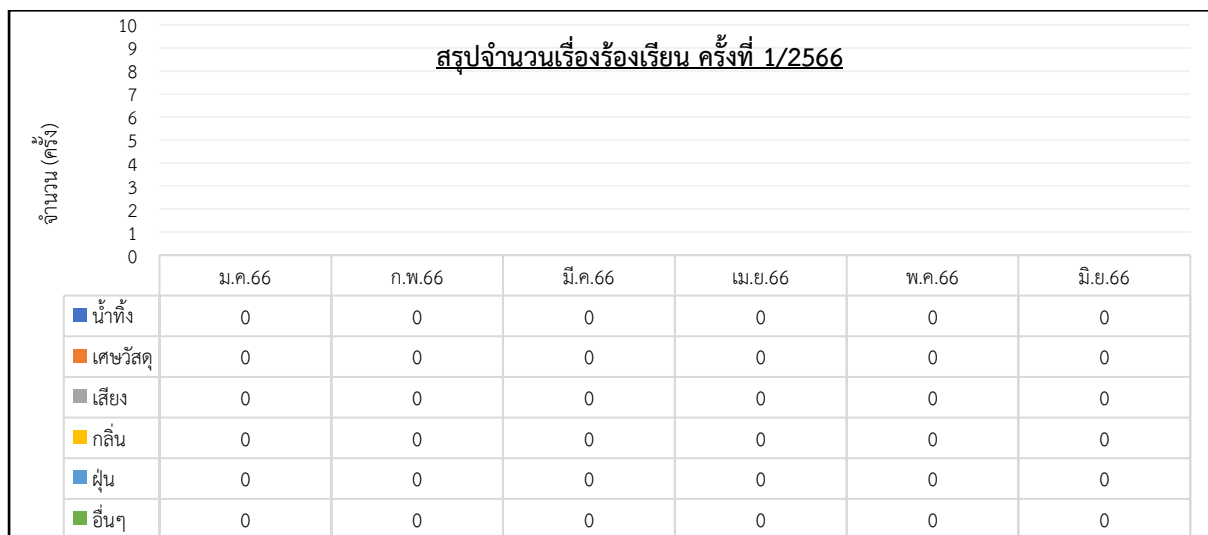 สรุปจำนวนเรื่องร้องเรียน ครั้งที่ 1/2566
จำนวน (ครั้ง)
10
9
8
7
6
5
4
3
2
1
0
ม.ค.66 ก.พ.66 มี.ค.66 เม.ย.66 พ.ค.66 มิ.ย.66
น้ำทิ้ง 0 0 0 0 0 0
เศษวัสดุ 0 0 0 0 0 0
เสียง 0 0 0 0 0 0
กลิ่น 0 0 0 0 0 0
ฝุ่น 0 0 0 0 0 0
อื่นๆ 0 0 0 0 0 0